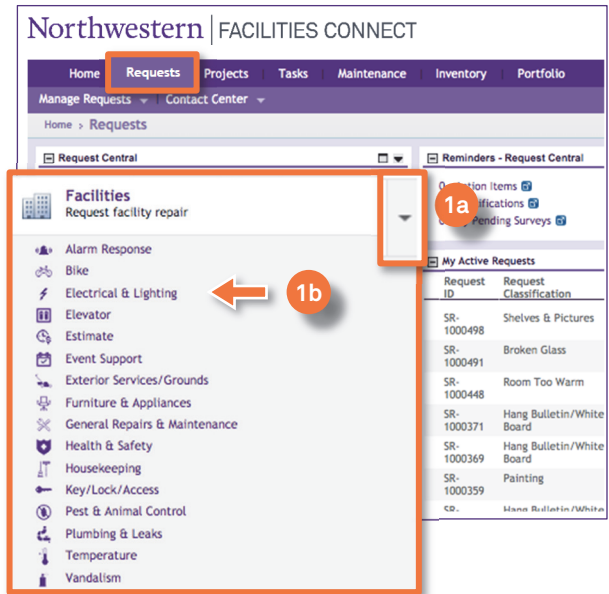 Northwestern | FACILITIES CONNECT
Home Requests Projects Tasks Maintenance Inventory Portfolio
Manage Requests Contact Center
Home > Requests
Request Central
Facilities
Request facility repair
1a
Alarm Response
Bike
Electrical & Lighting
1b
Elevator
Estimate
Event Support
Exterior Services/Grounds
Furniture & Appliances
General Repairs & Maintenance
Health & Safety
Housekeeping
Key/Lock/Access
Pest & Animal Control
Plumbing & Leaks
Temperature
Vandalism
Reminders - Request Central
Items
Pending Surveys
My Active Requests
Request ID Request Classification
SR-1000498 Shelves & Pictures
SR-1000491 Broken Glass
SR-1000448 Room Too Warm
SR-1000371 Hang Bulletin/White Board
SR-1000369 Hang Bulletin/White Board
SR-1000359 Painting
SR- Hang Bulletin/White